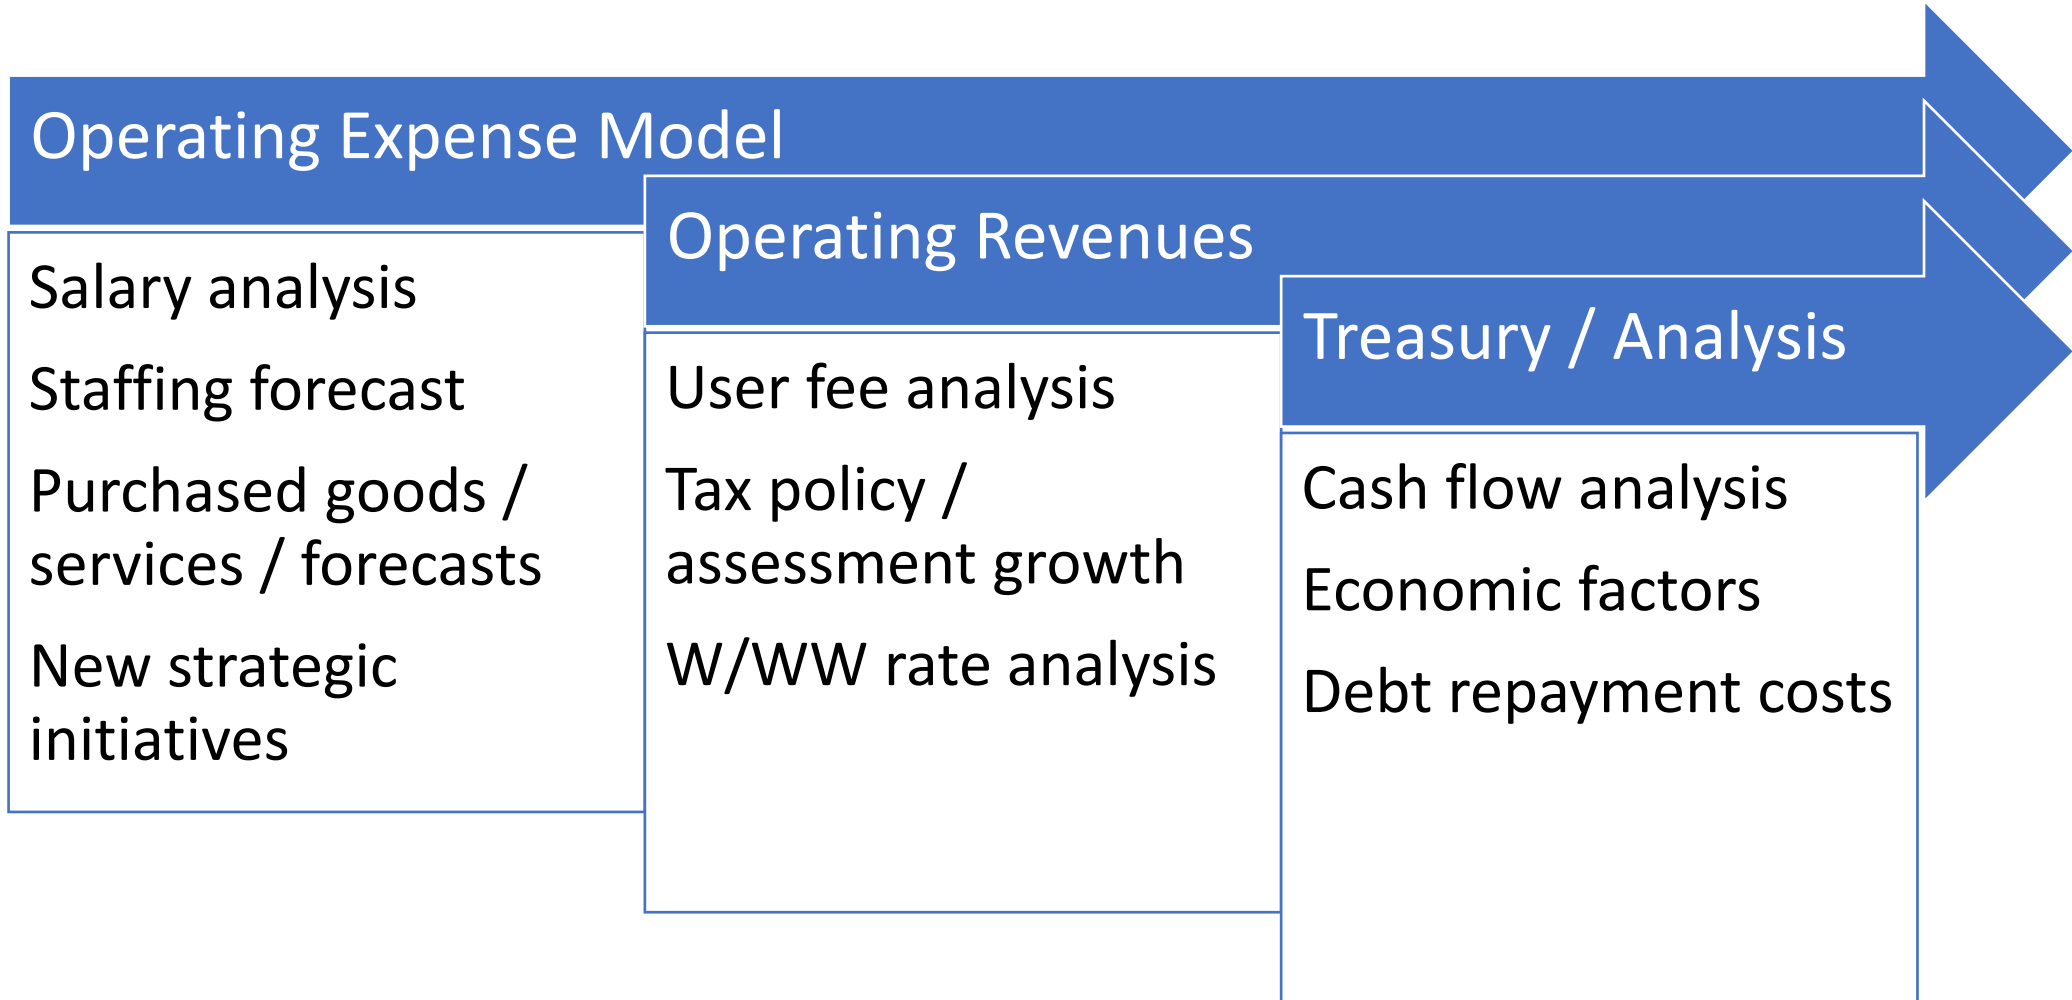 Operating Expense Model
Salary analysis
Staffing forecast
Purchased goods /
services / forecasts
New strategic
initiatives
Operating Revenues
User fee analysis
Tax policy /
assessment growth
W/WW rate analysis
Treasury / Analysis
Cash flow analysis
Economic factors
Debt repayment costs